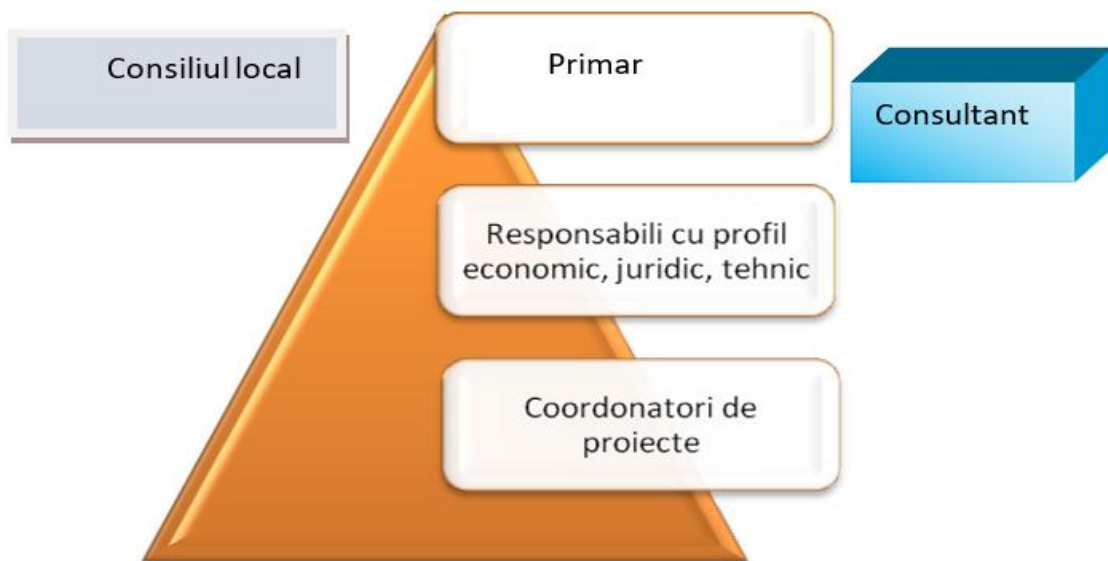 Consiliul local
Primar
Consultant
Responsabili cu profil
economic, juridic, tehnic
Coordonatori de
proiecte